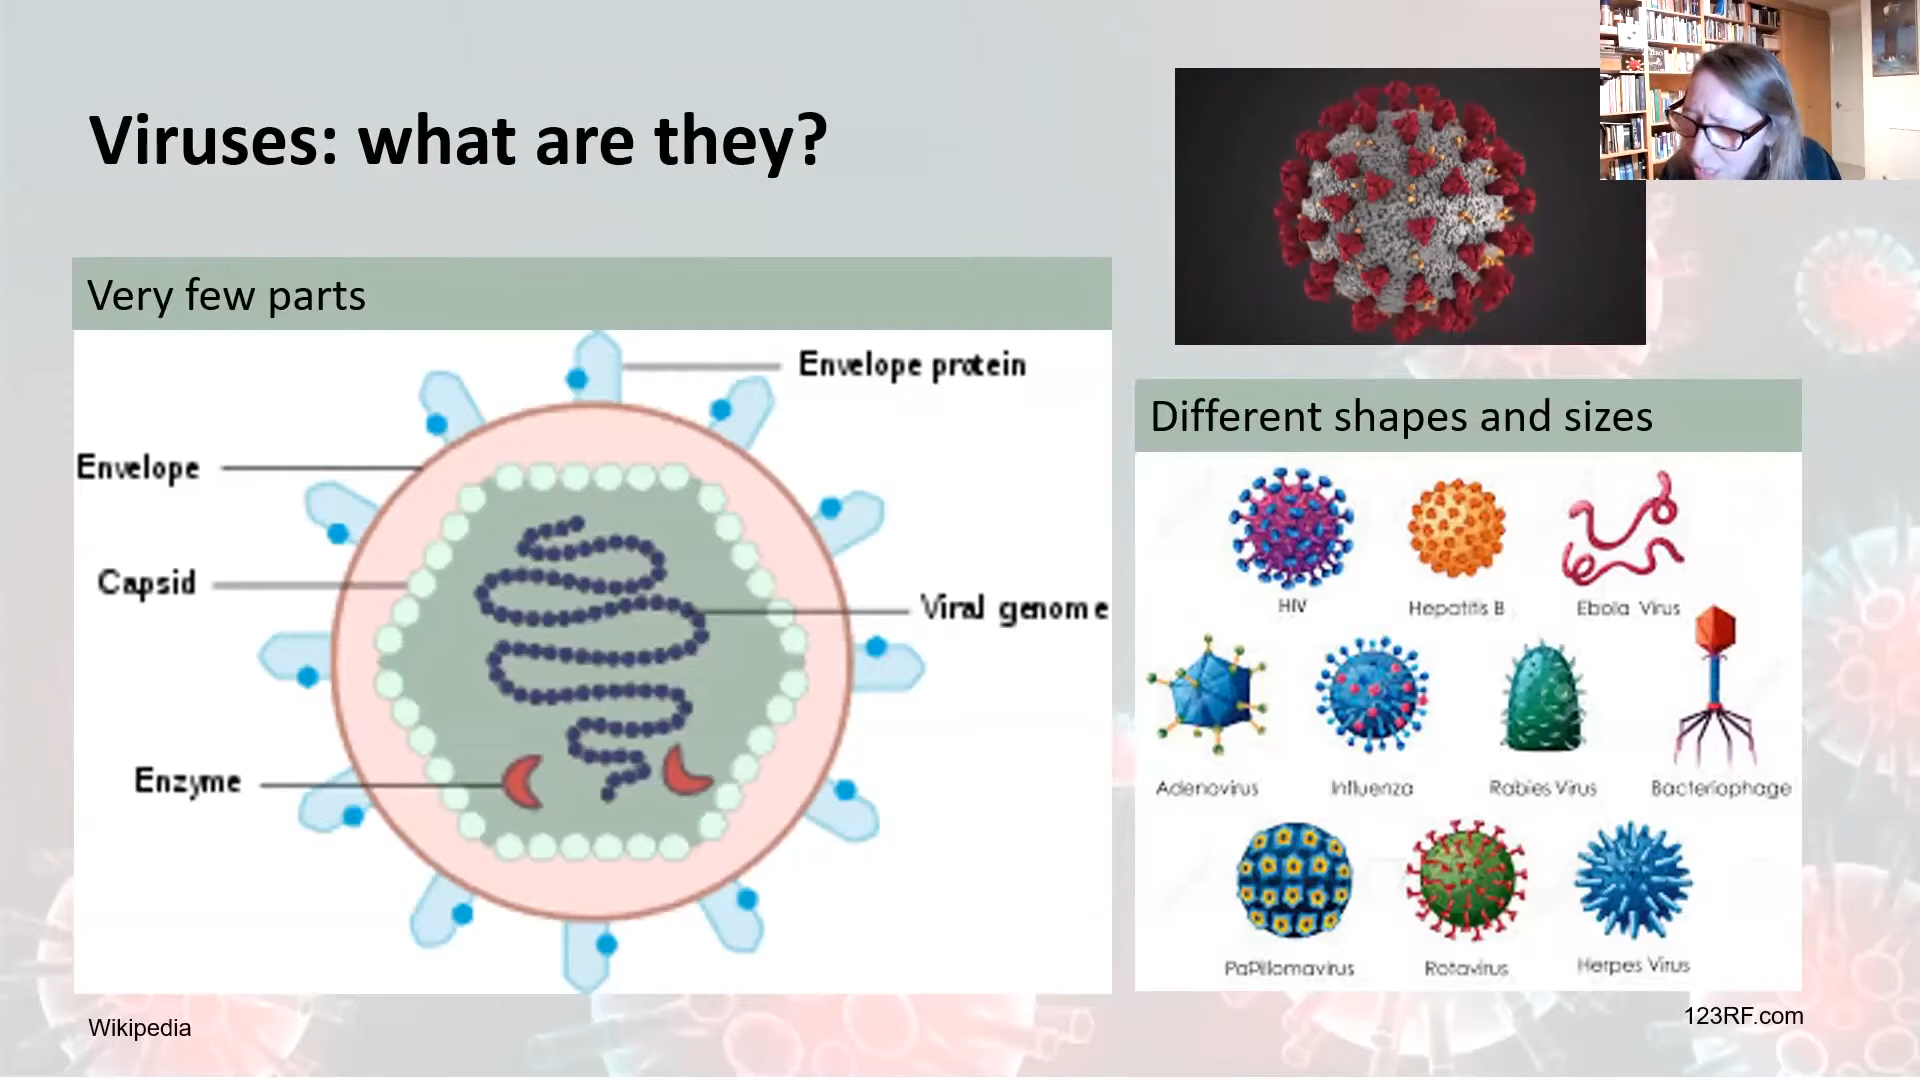 Viruses: what are they?
Very few parts
Envelope protein
Envelope
Capsid
Viral genome
Enzyme
Wikipedia
Different shapes and sizes
HIV
Hepatitis B
Ebola Virus
Adenovirus
Influenza
Rabies Virus
Bacteriophage
PaPillomavirus
Rotavirus
Herpes Virus
123RF.com